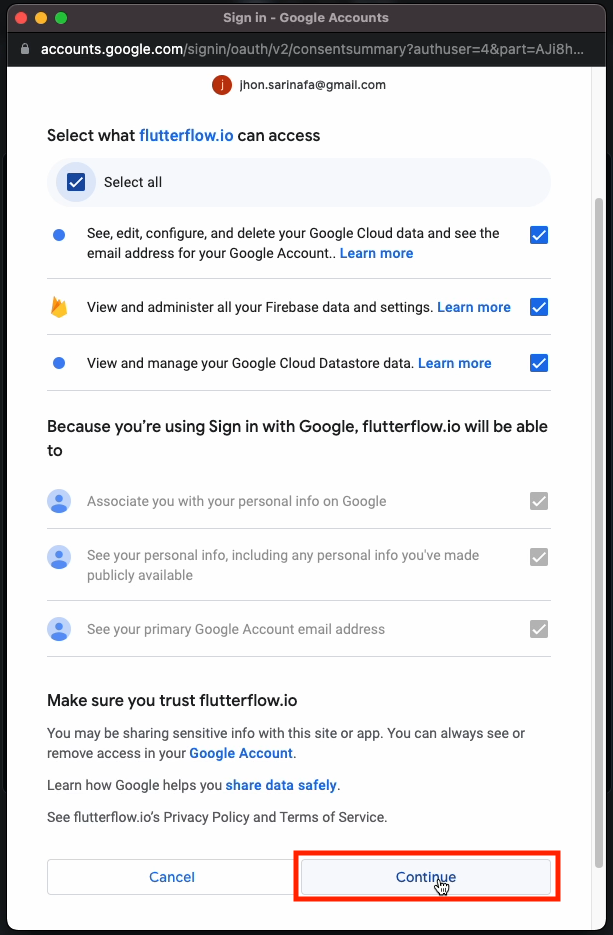 Sign in - Google Accounts
accounts.google.com/signin/oauth/v2/consentsummary?authuser=4&part=AJi8h...
j
jhon.sarinafa@gmail.com
Select what flutterflow.io can access
Select all
See, edit, configure, and delete your Google Cloud data and see the
email address for your Google Account.. Learn more
View and administer all your Firebase data and settings. Learn more
View and manage your Google Cloud Datastore data. Learn more
Because you’re using Sign in with Google, flutterflow.io will be able
to
Associate you with your personal info on Google
See your personal info, including any personal info you've made
publicly available
See your primary Google Account email address
Make sure you trust flutterflow.io
You may be sharing sensitive info with this site or app. You can always see or
remove access in your Google Account.
Learn how Google helps you share data safely.
See flutterflow.io’s Privacy Policy and Terms of Service.
Cancel
Continue